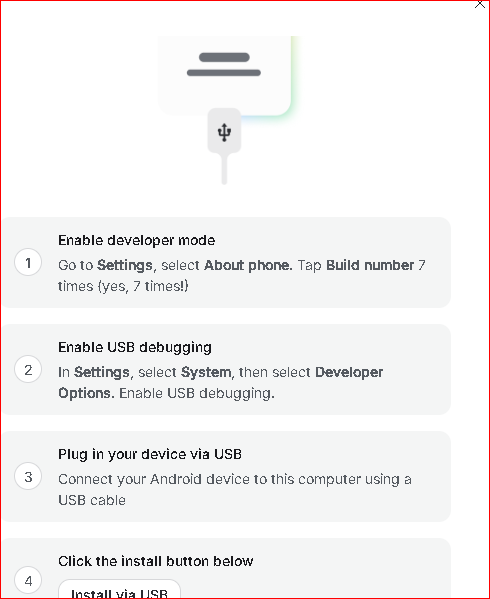 Enable developer mode
1
Go to Settings, select About phone. Tap Build number 7
times (yes, 7 times!)
Enable USB debugging
2
In Settings, select System, then select Developer
Options. Enable USB debugging.
Plug in your device via USB
3
Connect your Android device to this computer using a
USB cable
Click the install button below
4
Install via USB